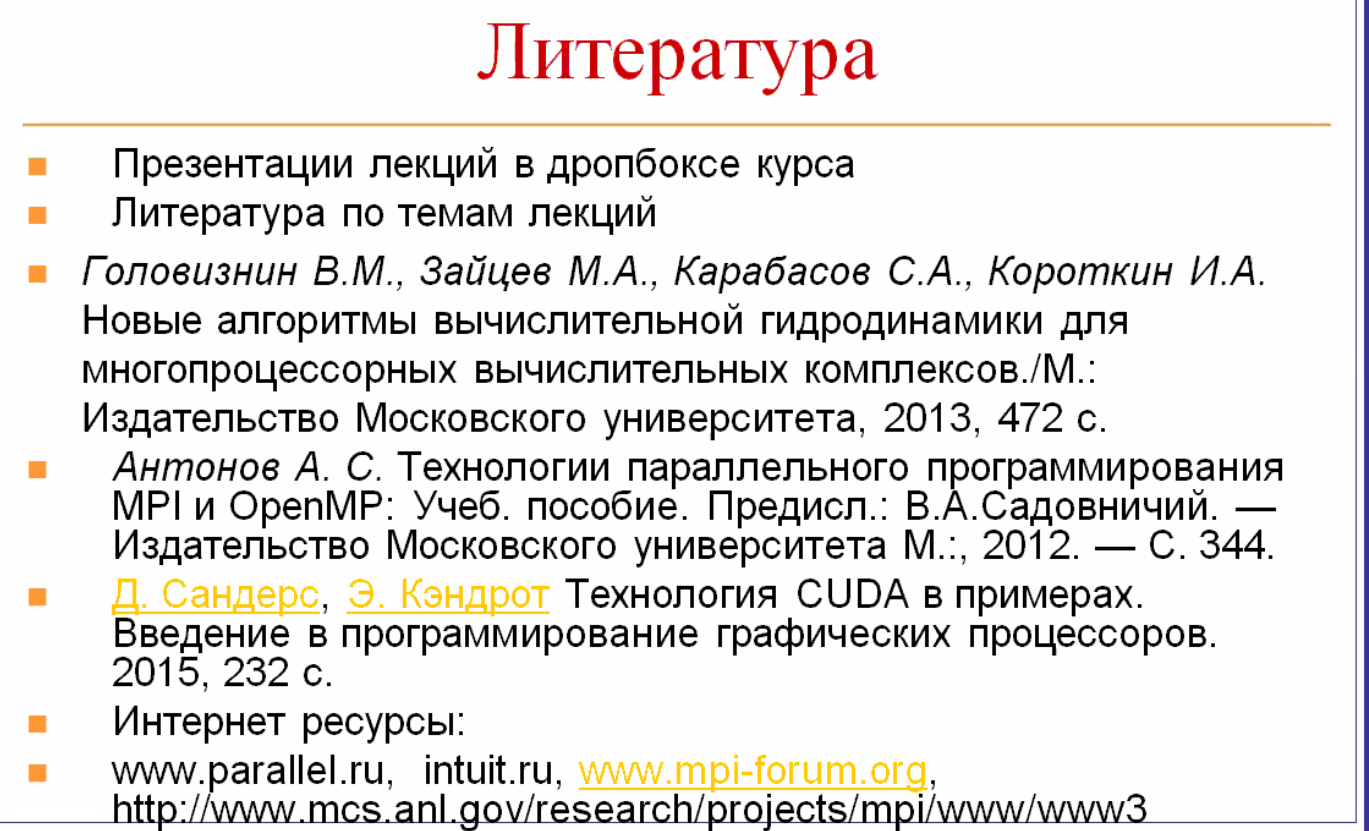 Литература
Презентации лекций в дропбоксе курса
Литература по темам лекций
Головизнин В.М., Зайцев М.А., Карабасов С.А., Короткин И.А.
Новые алгоритмы вычислительной гидродинамики для
многопроцессорных вычислительных комплексов./М.:
Издательство Московского университета, 2013, 472 с.
Антонов А. С. Технологии параллельного программирования
MPI и OpenMP: Учеб. пособие. Предисл.: В.А.Садовничий. —
Издательство Московского университета М.:, 2012. — С. 344.
Д. Сандерс, Э. Кэндрот Технология CUDA в примерах.
Введение в программирование графических процессоров.
2015, 232 с.
Интернет ресурсы:
www.parallel.ru, intuit.ru, www.mpi-forum.org,
http://www.mcs.anl.gov/research/projects/mpi/www/www3